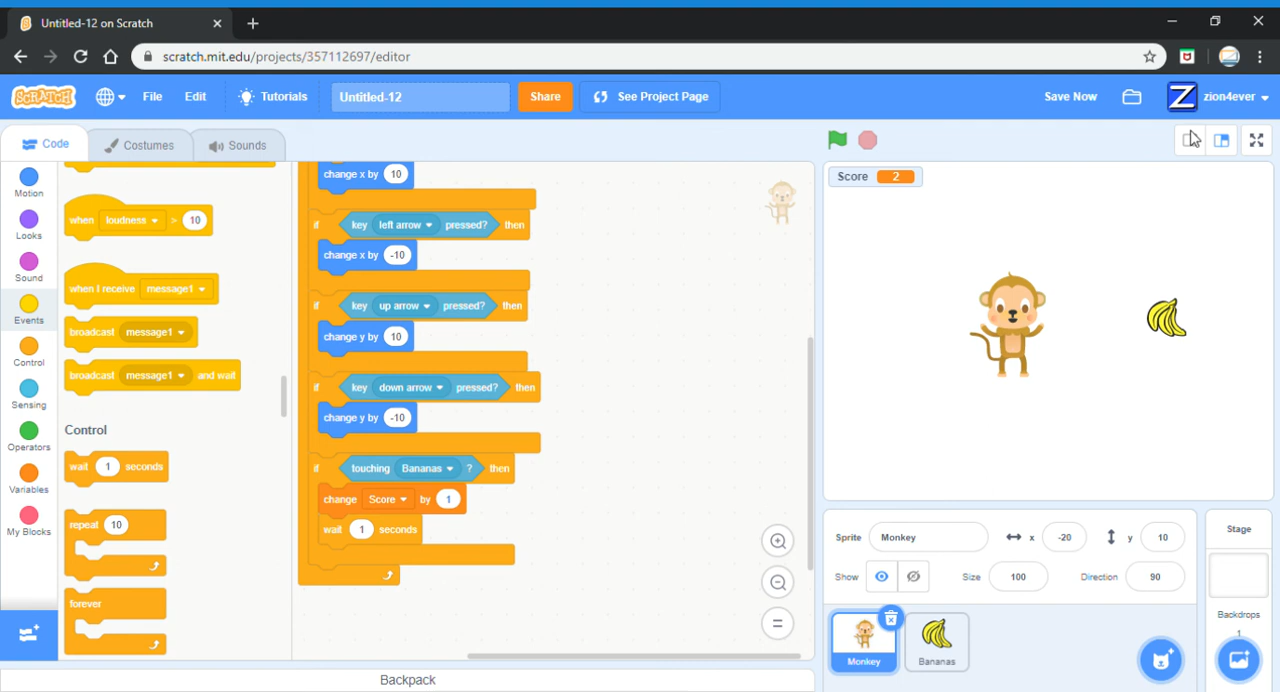 Untitled-12 on Scratch
scratch.mit.edu/projects/357112697/editor
SCRATCH
File
Edit
Tutorials
Untitled-12
Share
See Project Page
Save Now
Z
zion4ever
Code
Costumes
Sounds
Motion
Looks
Sound
Events
Control
Sensing
Operators
Variables
My Blocks
when loudness > 10
when I receive message1
broadcast message1
broadcast message1 and wait
Control
wait 1 seconds
repeat 10
forever
change x by 10
if key left arrow pressed? then
change x by -10
if key up arrow pressed? then
change y by 10
if key down arrow pressed? then
change y by -10
if touching Bananas ? then
change Score by 1
wait 1 seconds
Score 2
Sprite Monkey x -20 y 10
Show Size 100 Direction 90
Monkey
Bananas
Stage
Backdrops
1
Backpack